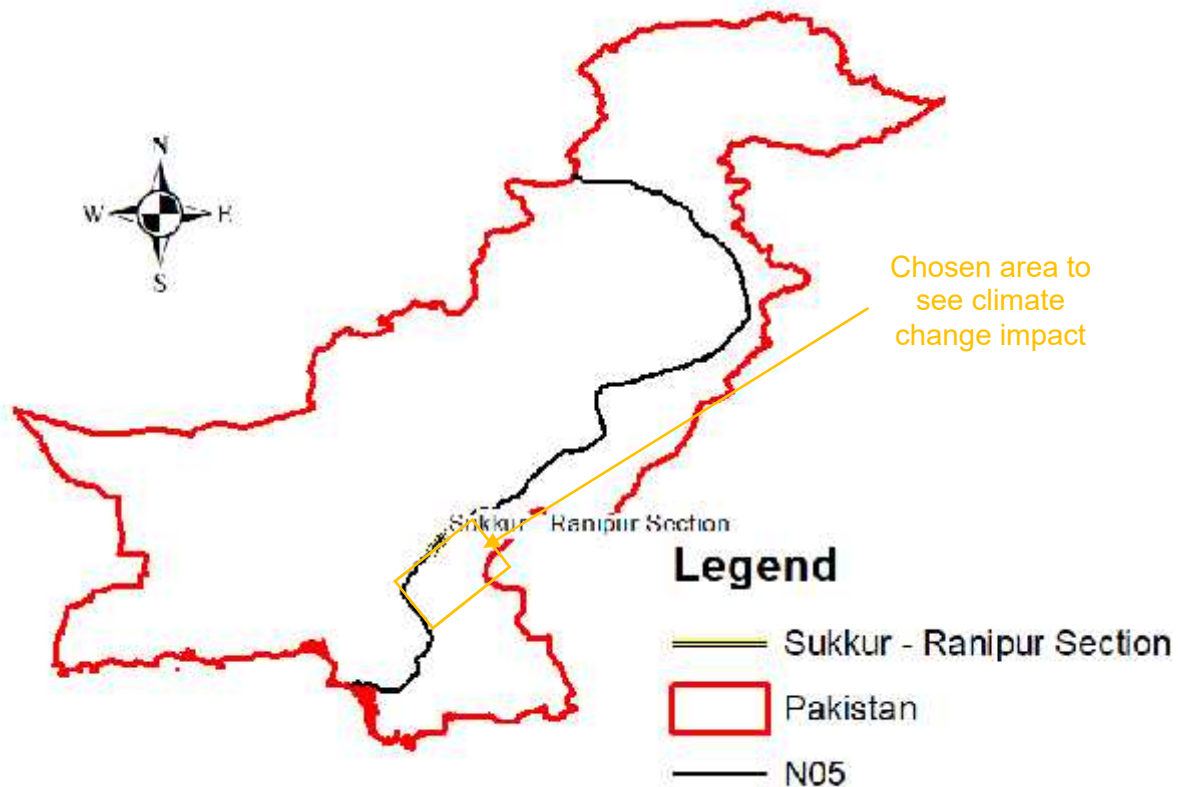 N
W E
S
Chosen area to
see climate
change impact
Sukkur - Ranipur Section
Legend
Sukkur - Ranipur Section
Pakistan
N05